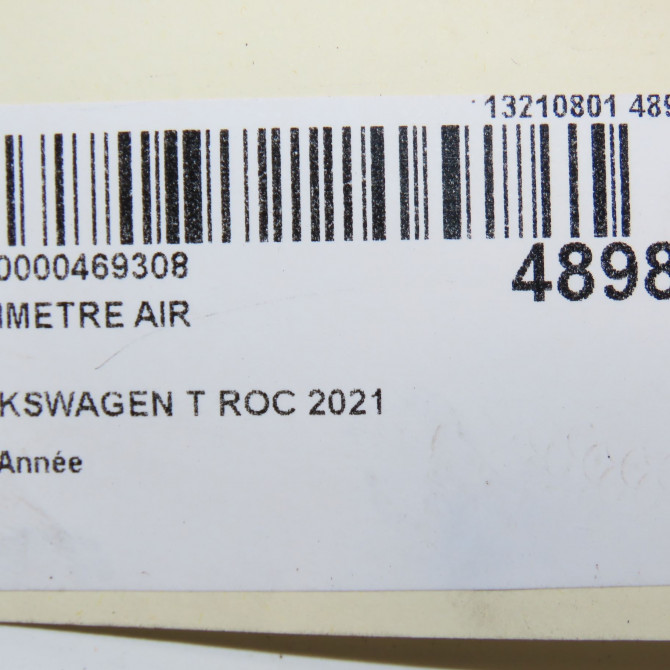 13210801 489
0000469308
4898
IMETRE AIR
KSWAGEN T ROC 2021
Année